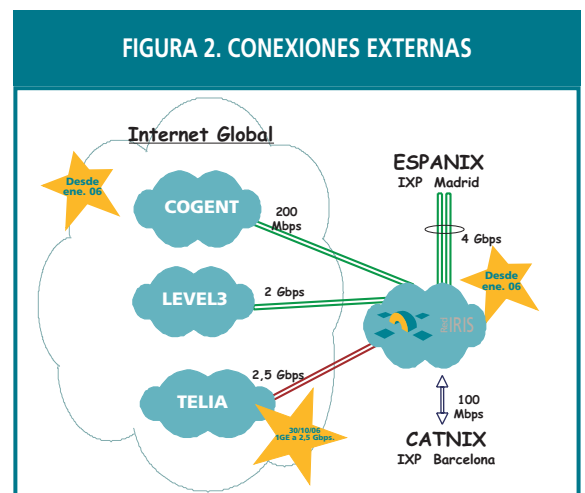 FIGURA 2. CONEXIONES EXTERNAS
Internet Global
Desde
ene. 06
COGENT
200
Mbps
ESPANIX
IXP Madrid
4 Gbps
Desde
ene. 06
LEVEL3
2 Gbps
RedIRIS
2,5 Gbps
TELIA
30/10/06
1GE a 2,5 Gbps.
100
Mbps
CATNIX
IXP Barcelona